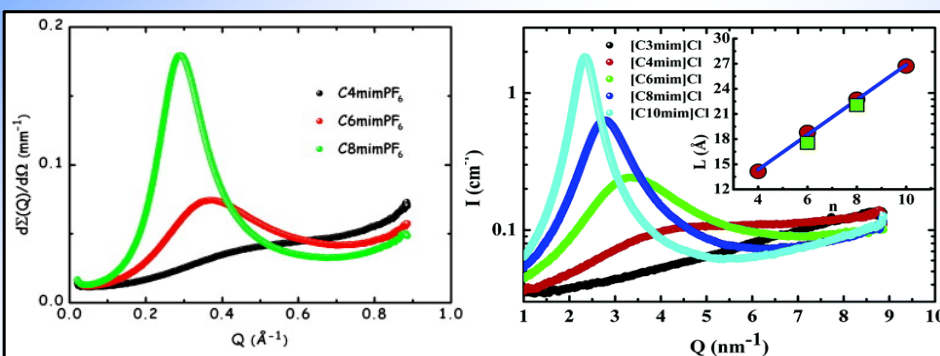 0.2
0.1
0.0
dΣ(Q)/dΩ (mm⁻¹)
C4mimPF₆
C6mimPF₆
C8mimPF₆
0.0 0.2 0.4 0.6 0.8 1.0
Q (Å⁻¹)
1
0.1
I (cm⁻¹)
[C3mim]Cl
[C4mim]Cl
[C6mim]Cl
[C8mim]Cl
[C10mim]Cl
30
27
24
21
18
15
12
L (Å)
4 6 n 8 10
1 2 3 4 5 6 7 8 9 10
Q (nm⁻¹)